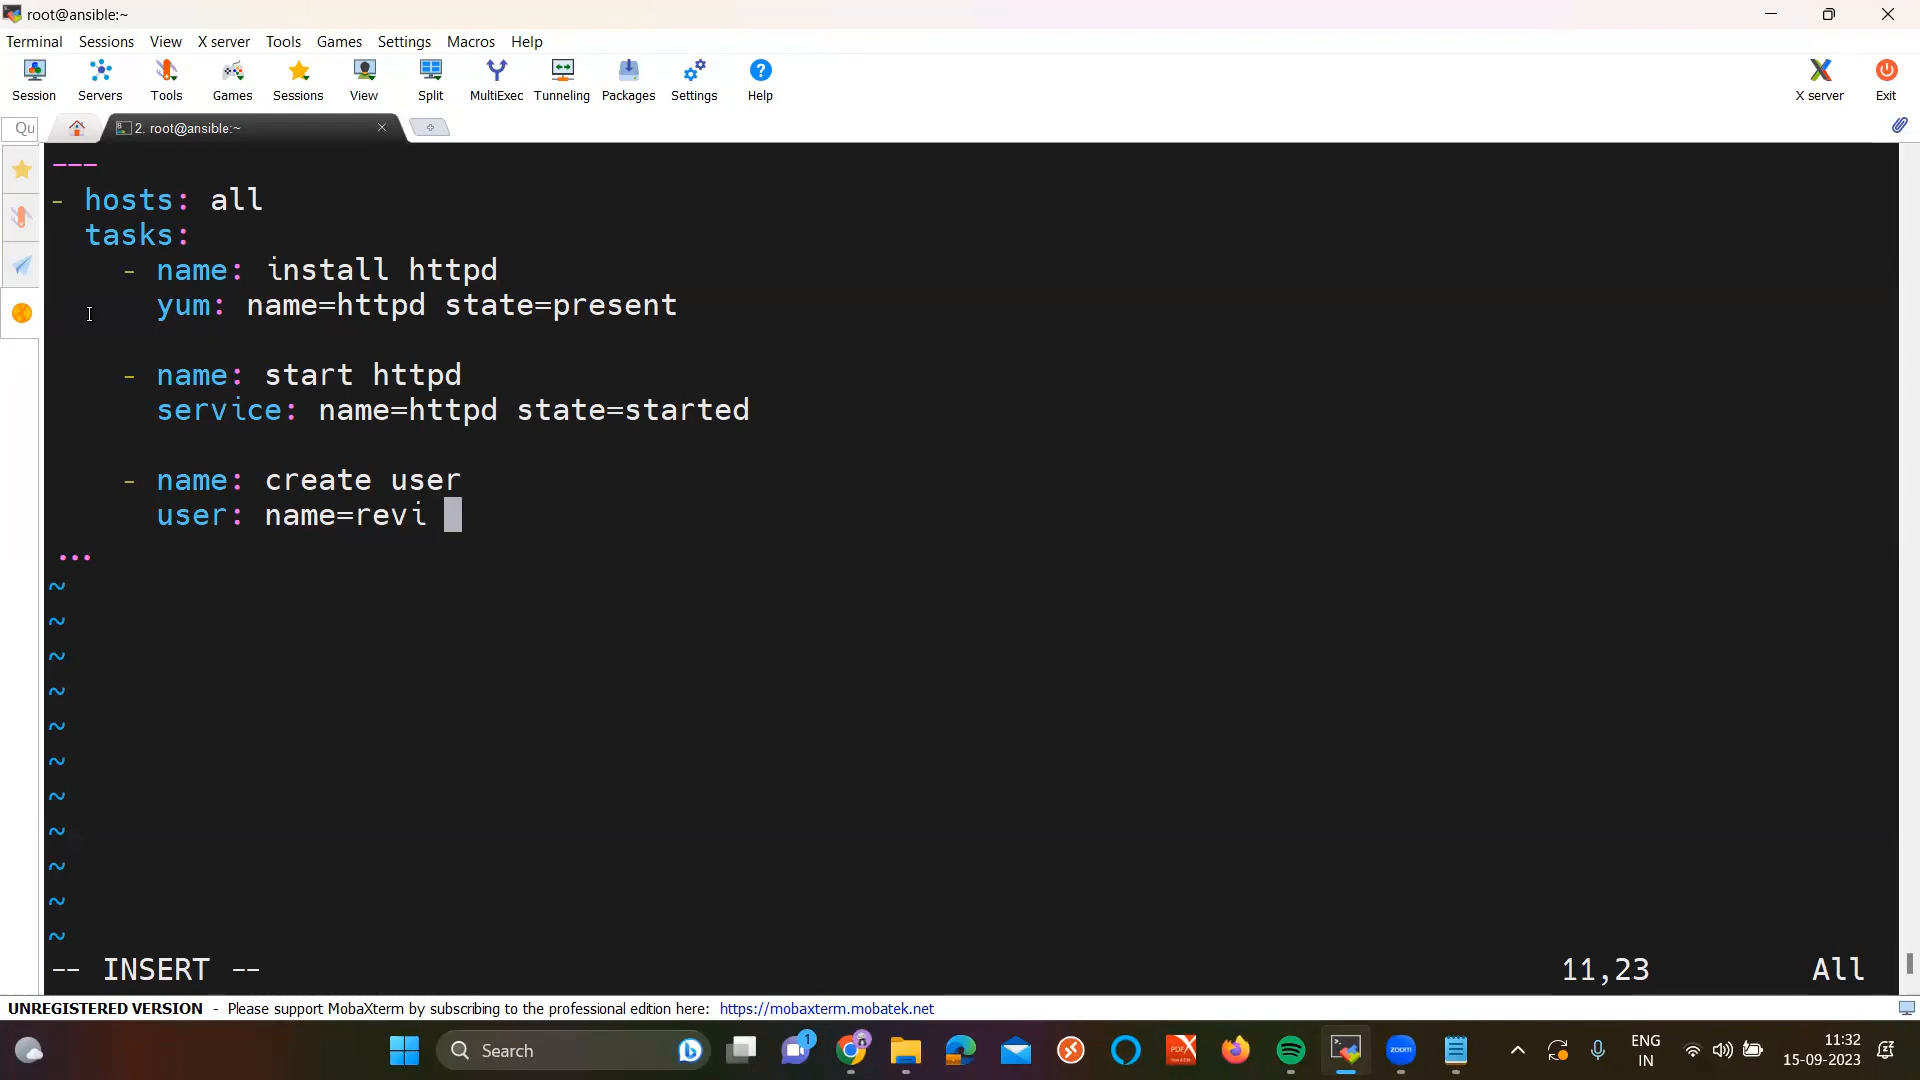 root@ansible:~
Terminal Sessions View X server Tools Games Settings Macros Help
Session Servers Tools Games Sessions View Split MultiExec Tunneling Packages Settings Help X server Exit
Qu 2. root@ansible:~
---
- hosts: all
tasks:
- name: install httpd
yum: name=httpd state=present
- name: start httpd
service: name=httpd state=started
- name: create user
user: name=revi
...
~
~
~
~
~
~
~
~
~
~
~
-- INSERT -- 11,23 All
UNREGISTERED VERSION - Please support MobaXterm by subscribing to the professional edition here: https://mobaxterm.mobatek.net
Search 1 zoom ENG IN 11:32 15-09-2023